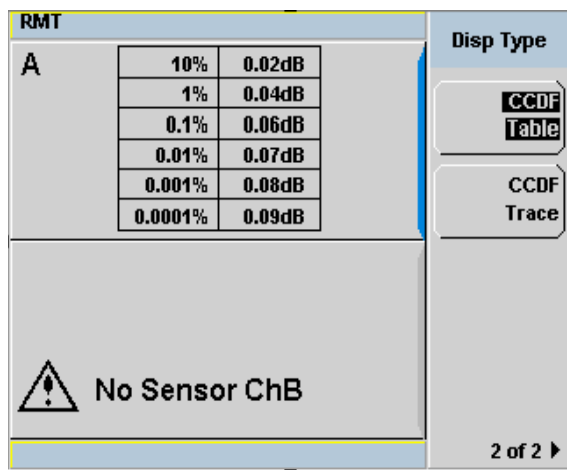 RMT
Disp Type
A
10% 0.02dB
1% 0.04dB
0.1% 0.06dB
0.01% 0.07dB
0.001% 0.08dB
0.0001% 0.09dB
CCDF
Table
CCDF
Trace
No Sensor ChB
2 of 2